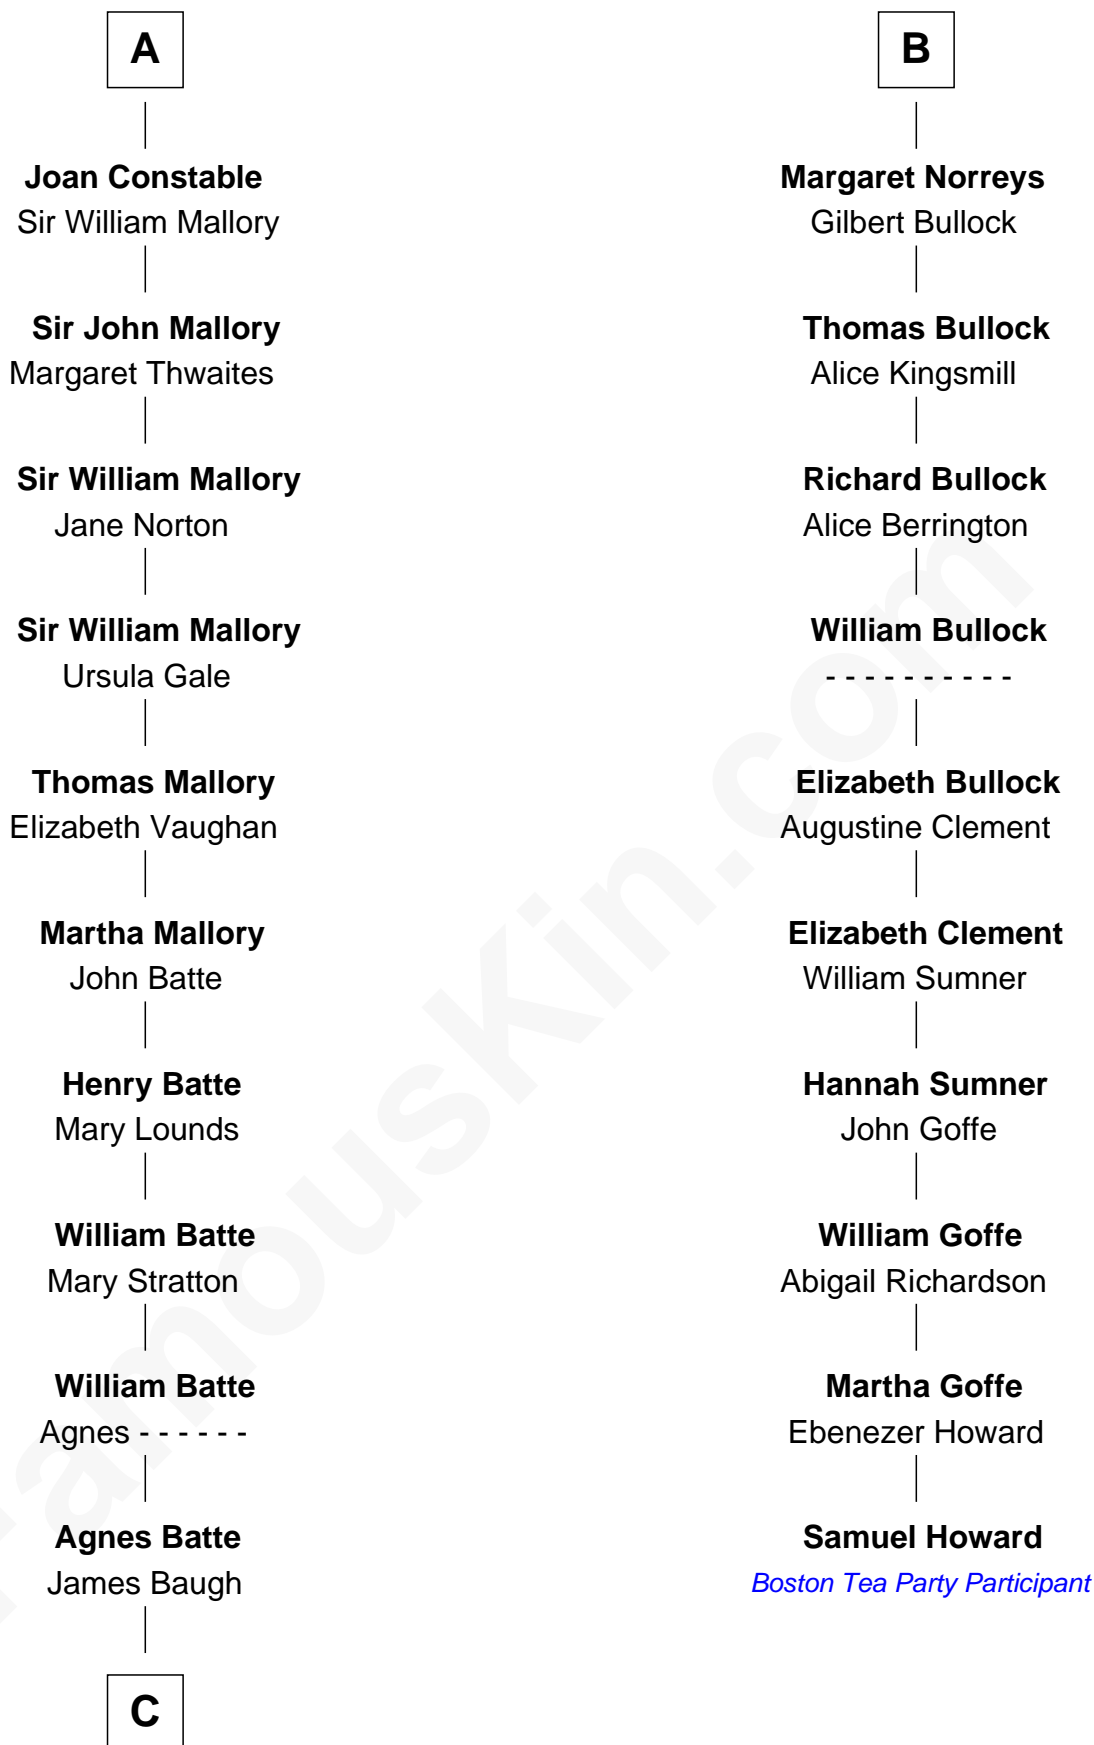 A
Joan Constable
Sir William Mallory
Sir John Mallory
Margaret Thwaites
Sir William Mallory
Jane Norton
Sir William Mallory
Ursula Gale
Thomas Mallory
Elizabeth Vaughan
Martha Mallory
John Batte
Henry Batte
Mary Lounds
William Batte
Mary Stratton
William Batte
Agnes - - - - - -
Agnes Batte
James Baugh
C
B
Margaret Norreys
Gilbert Bullock
Thomas Bullock
Alice Kingsmill
Richard Bullock
Alice Berrington
William Bullock
- - - - - - - - - -
Elizabeth Bullock
Augustine Clement
Elizabeth Clement
William Sumner
Hannah Sumner
John Goffe
William Goffe
Abigail Richardson
Martha Goffe
Ebenezer Howard
Samuel Howard
Boston Tea Party Participant
FamousKin.com